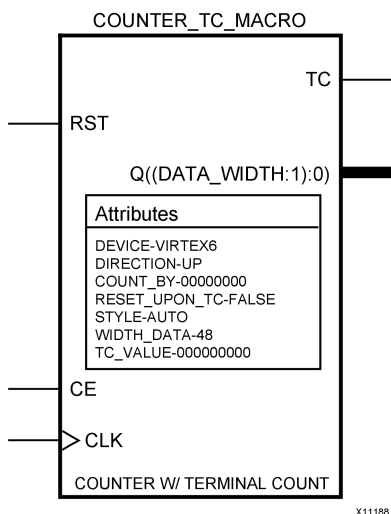 COUNTER_TC_MACRO
TC
RST
Q((DATA_WIDTH:1):0)
Attributes
DEVICE-VIRTEX6
DIRECTION-UP
COUNT_BY-00000000
RESET_UPON_TC-FALSE
STYLE-AUTO
WIDTH_DATA-48
TC_VALUE-000000000
CE
CLK
COUNTER W/ TERMINAL COUNT
X11188